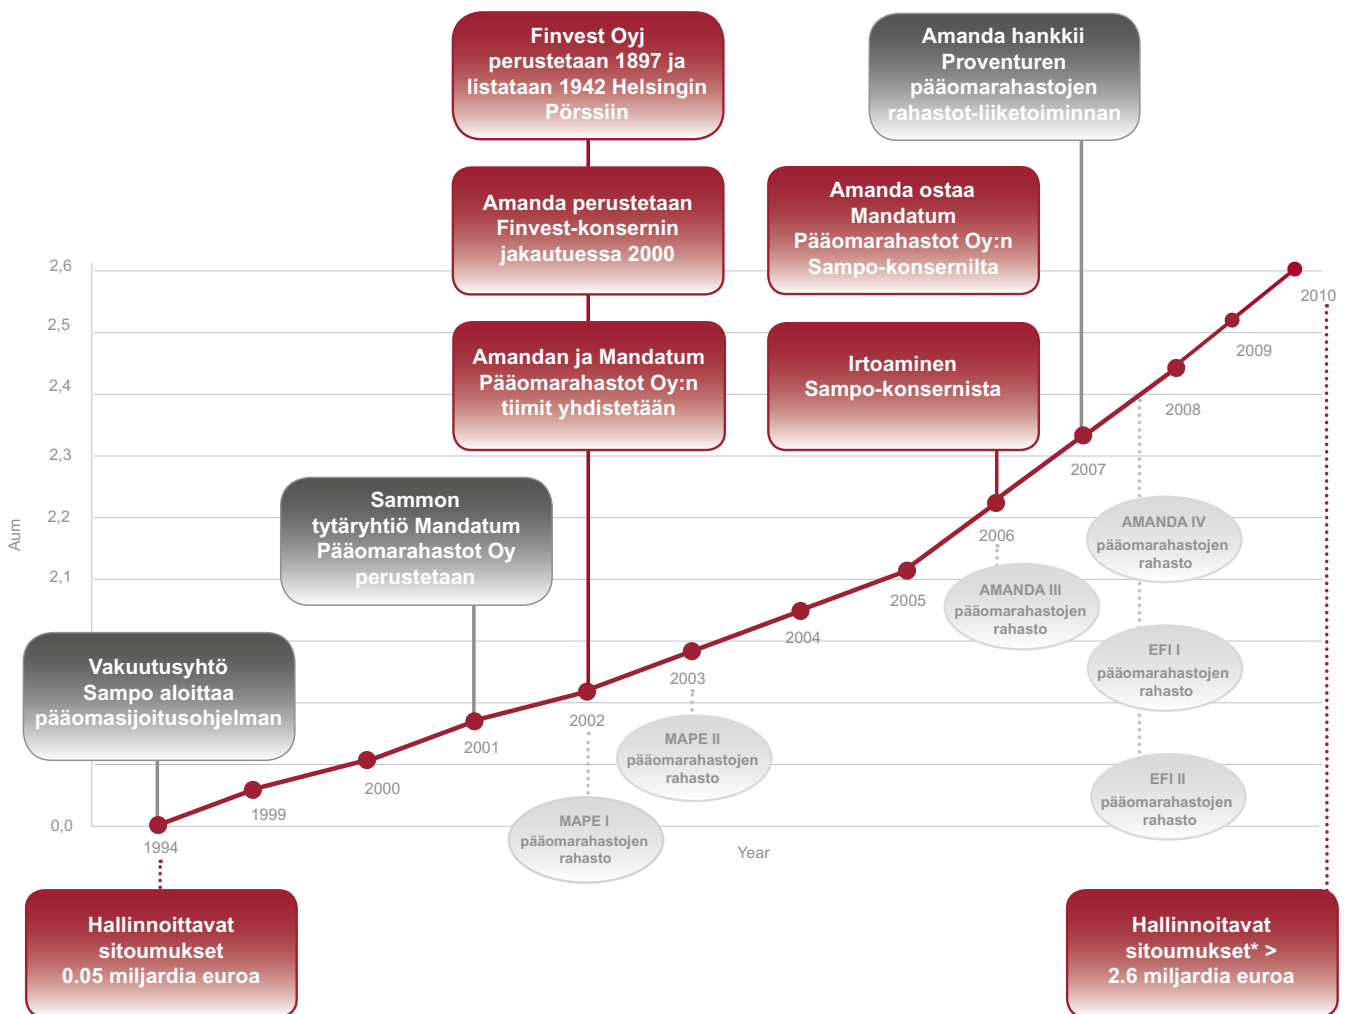 Finvest Oyj
perustetaan 1897 ja
listataan 1942 Helsingin
Pörssiin
Amanda hankkii
Proventuren
pääomarahastojen
rahastot-liiketoiminnan
Amanda perustetaan
Finvest-konsernin
jakautuessa 2000
Amanda ostaa
Mandatum
Pääomarahastot Oy:n
Sampo-konsernilta
Amandan ja Mandatum
Pääomarahastot Oy:n
tiimit yhdistetään
Irtoaminen
Sampo-konsernista
Sammon
tytäryhtiö Mandatum
Pääomarahastot Oy
perustetaan
Vakuutusyhtö
Sampo aloittaa
pääomasijoitusohjelman
2,6
2,5
2,4
2,3
2,2
2,1
0,0
Aum
1994
1999
2000
2001
2002
2003
2004
2005
2006
2007
2008
2009
2010
Year
MAPE I
pääomarahastojen
rahasto
MAPE II
pääomarahastojen
rahasto
AMANDA III
pääomarahastojen
rahasto
AMANDA IV
pääomarahastojen
rahasto
EFI I
pääomarahastojen
rahasto
EFI II
pääomarahastojen
rahasto
Hallinnoittavat
sitoumukset
0.05 miljardia euroa
Hallinnoitavat
sitoumukset* >
2.6 miljardia euroa